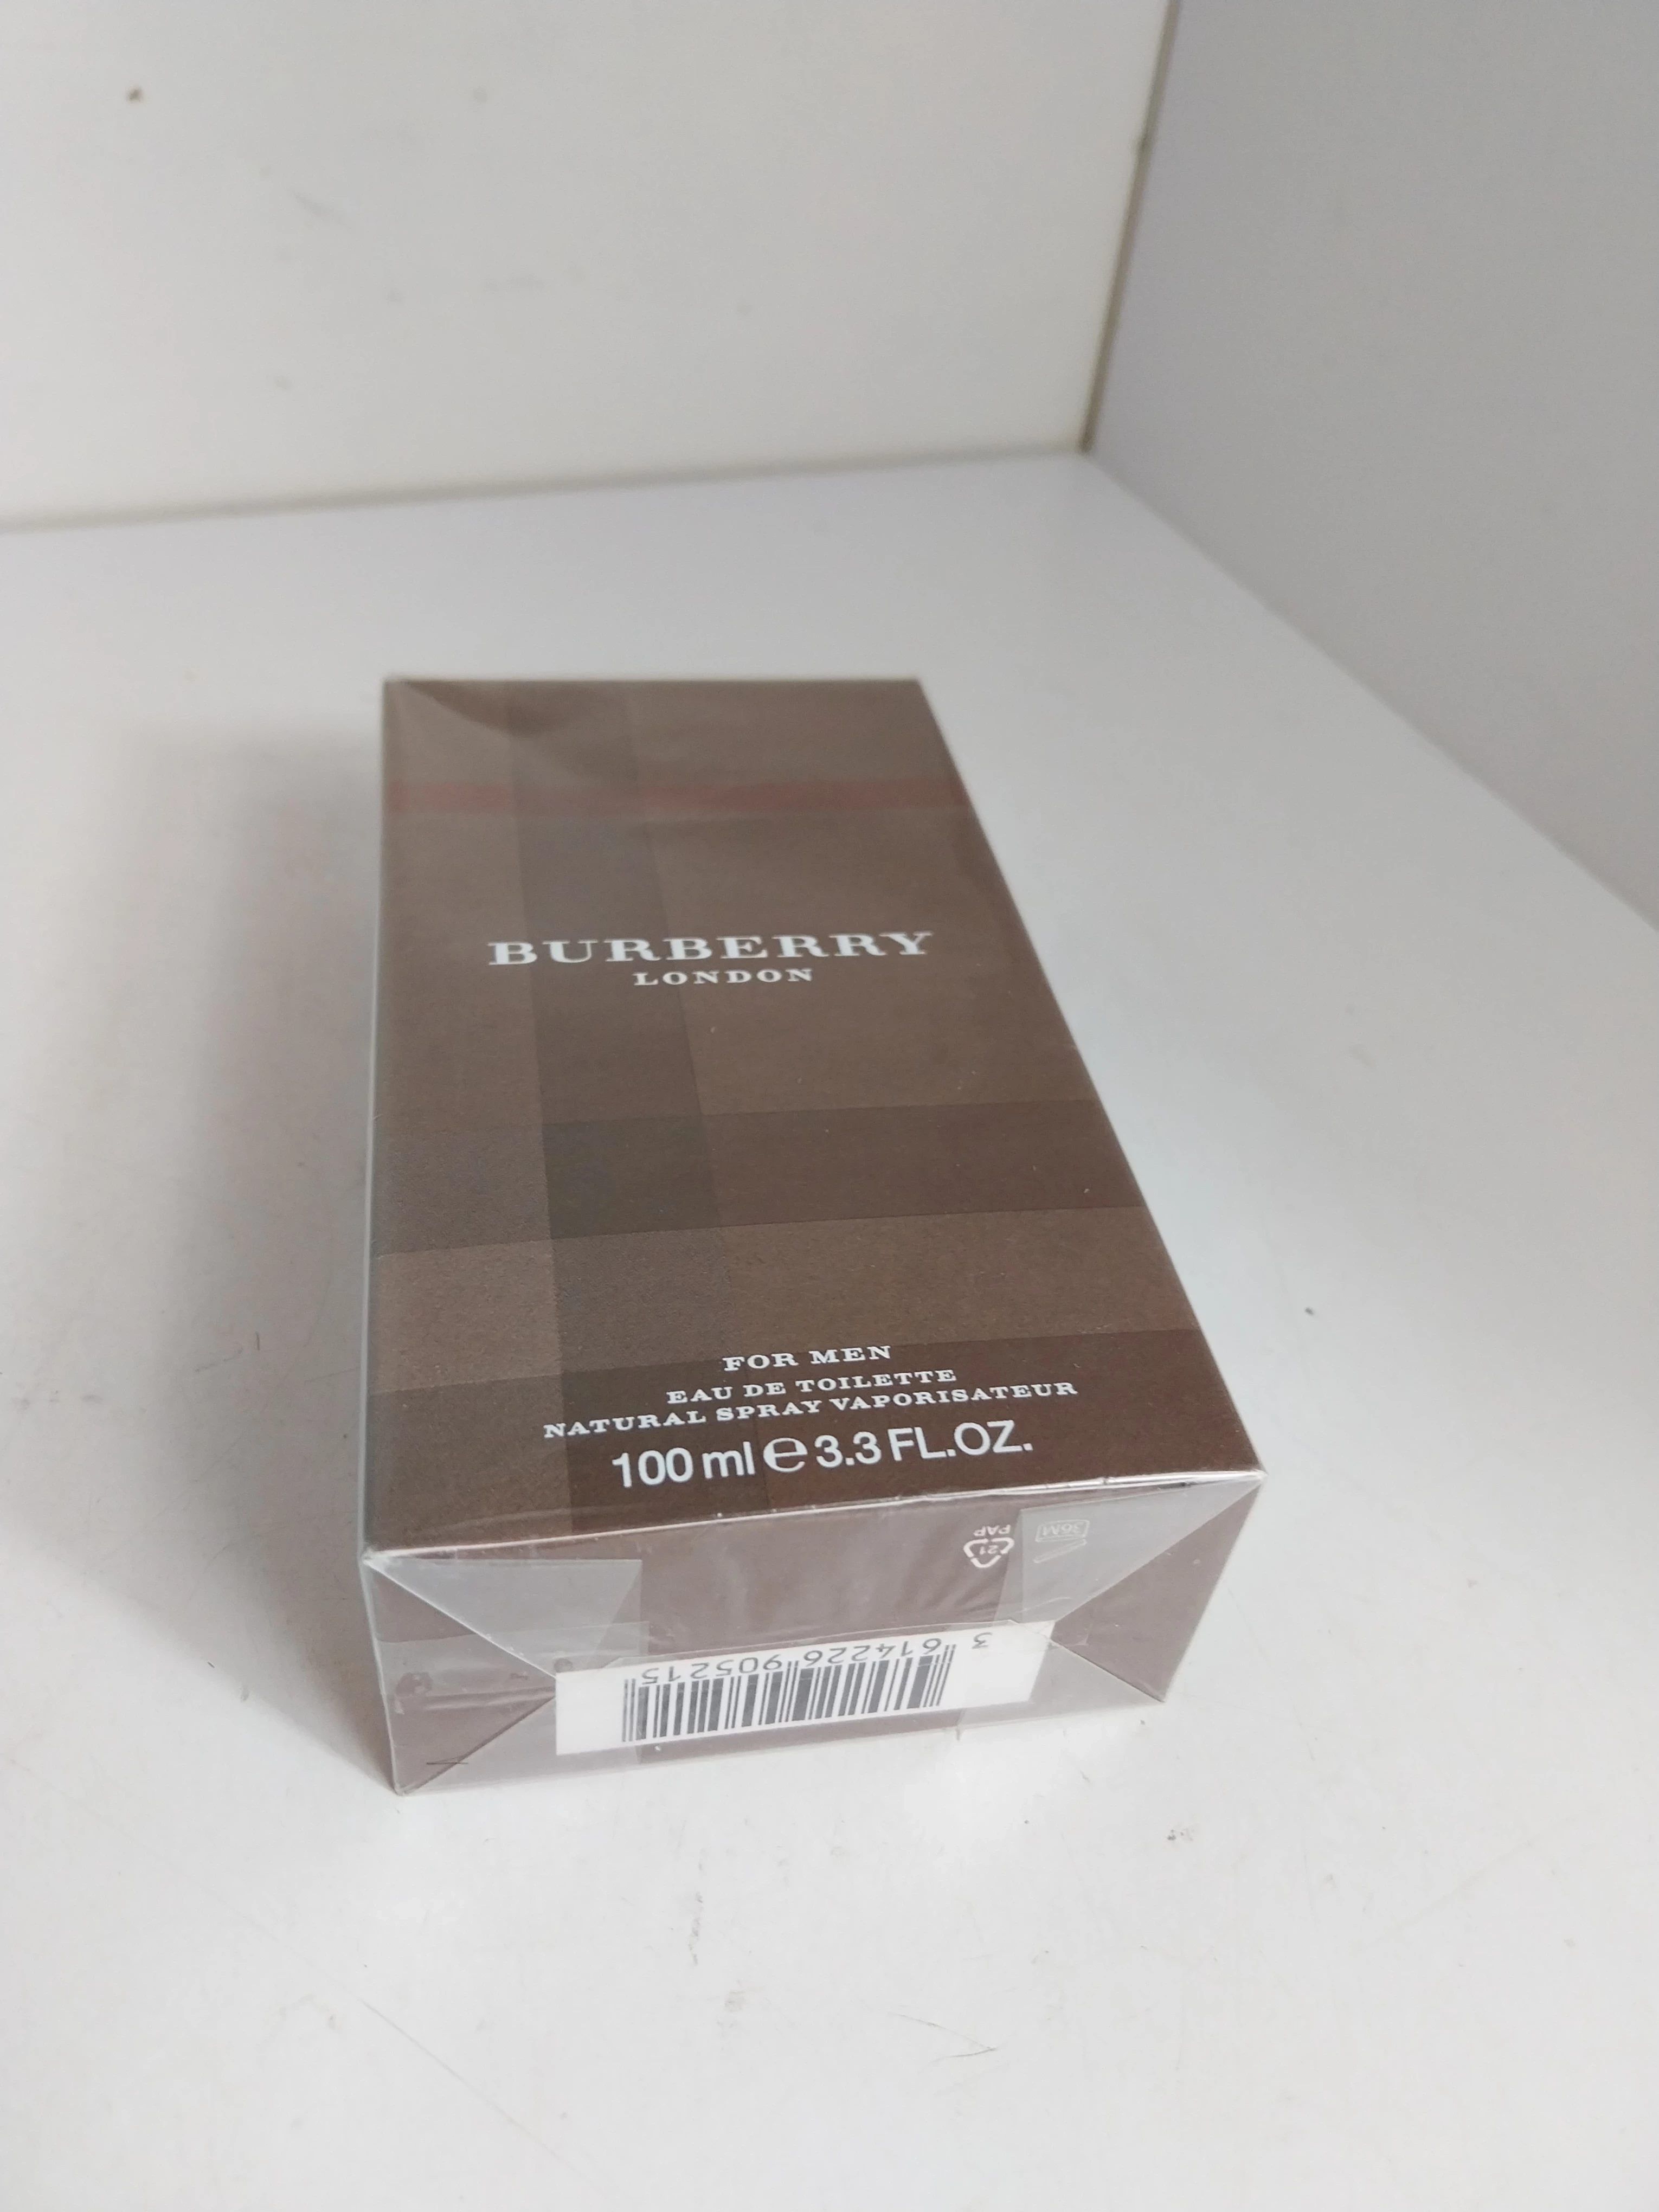 BURBERRY
LONDON
FOR MEN
EAU DE TOILETTE
NATURAL SPRAY VAPORISATEUR
100 ml ℮ 3.3 FL.OZ.
21
PAP
36M
3 614226 905215